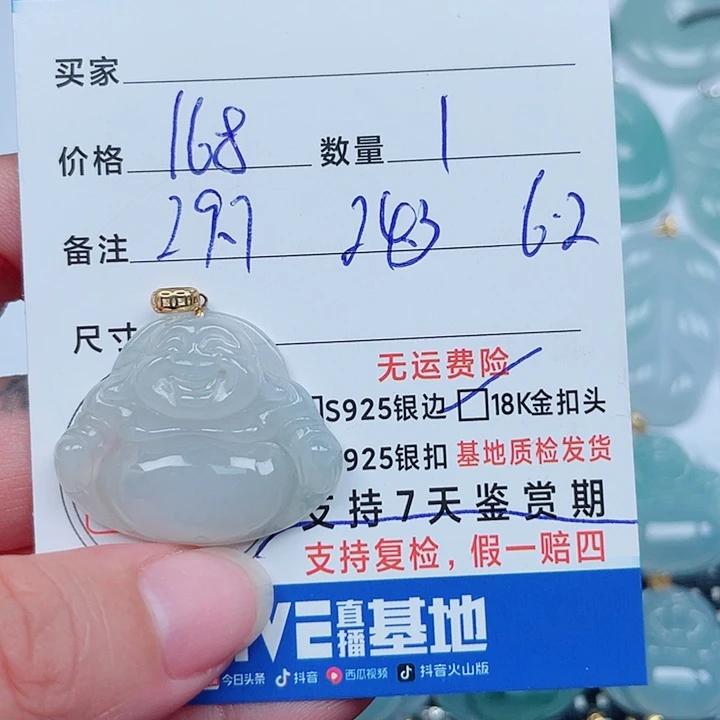 买家
价格 168 数量 1
备注 29.7 24.3 6.2
尺寸
无运费险
S925银边 18K金扣头
925银扣 基地质检发货
支持7天鉴赏期
支持复检，假一赔四
直播基地
今日头条 抖音 西瓜视频 抖音火山版